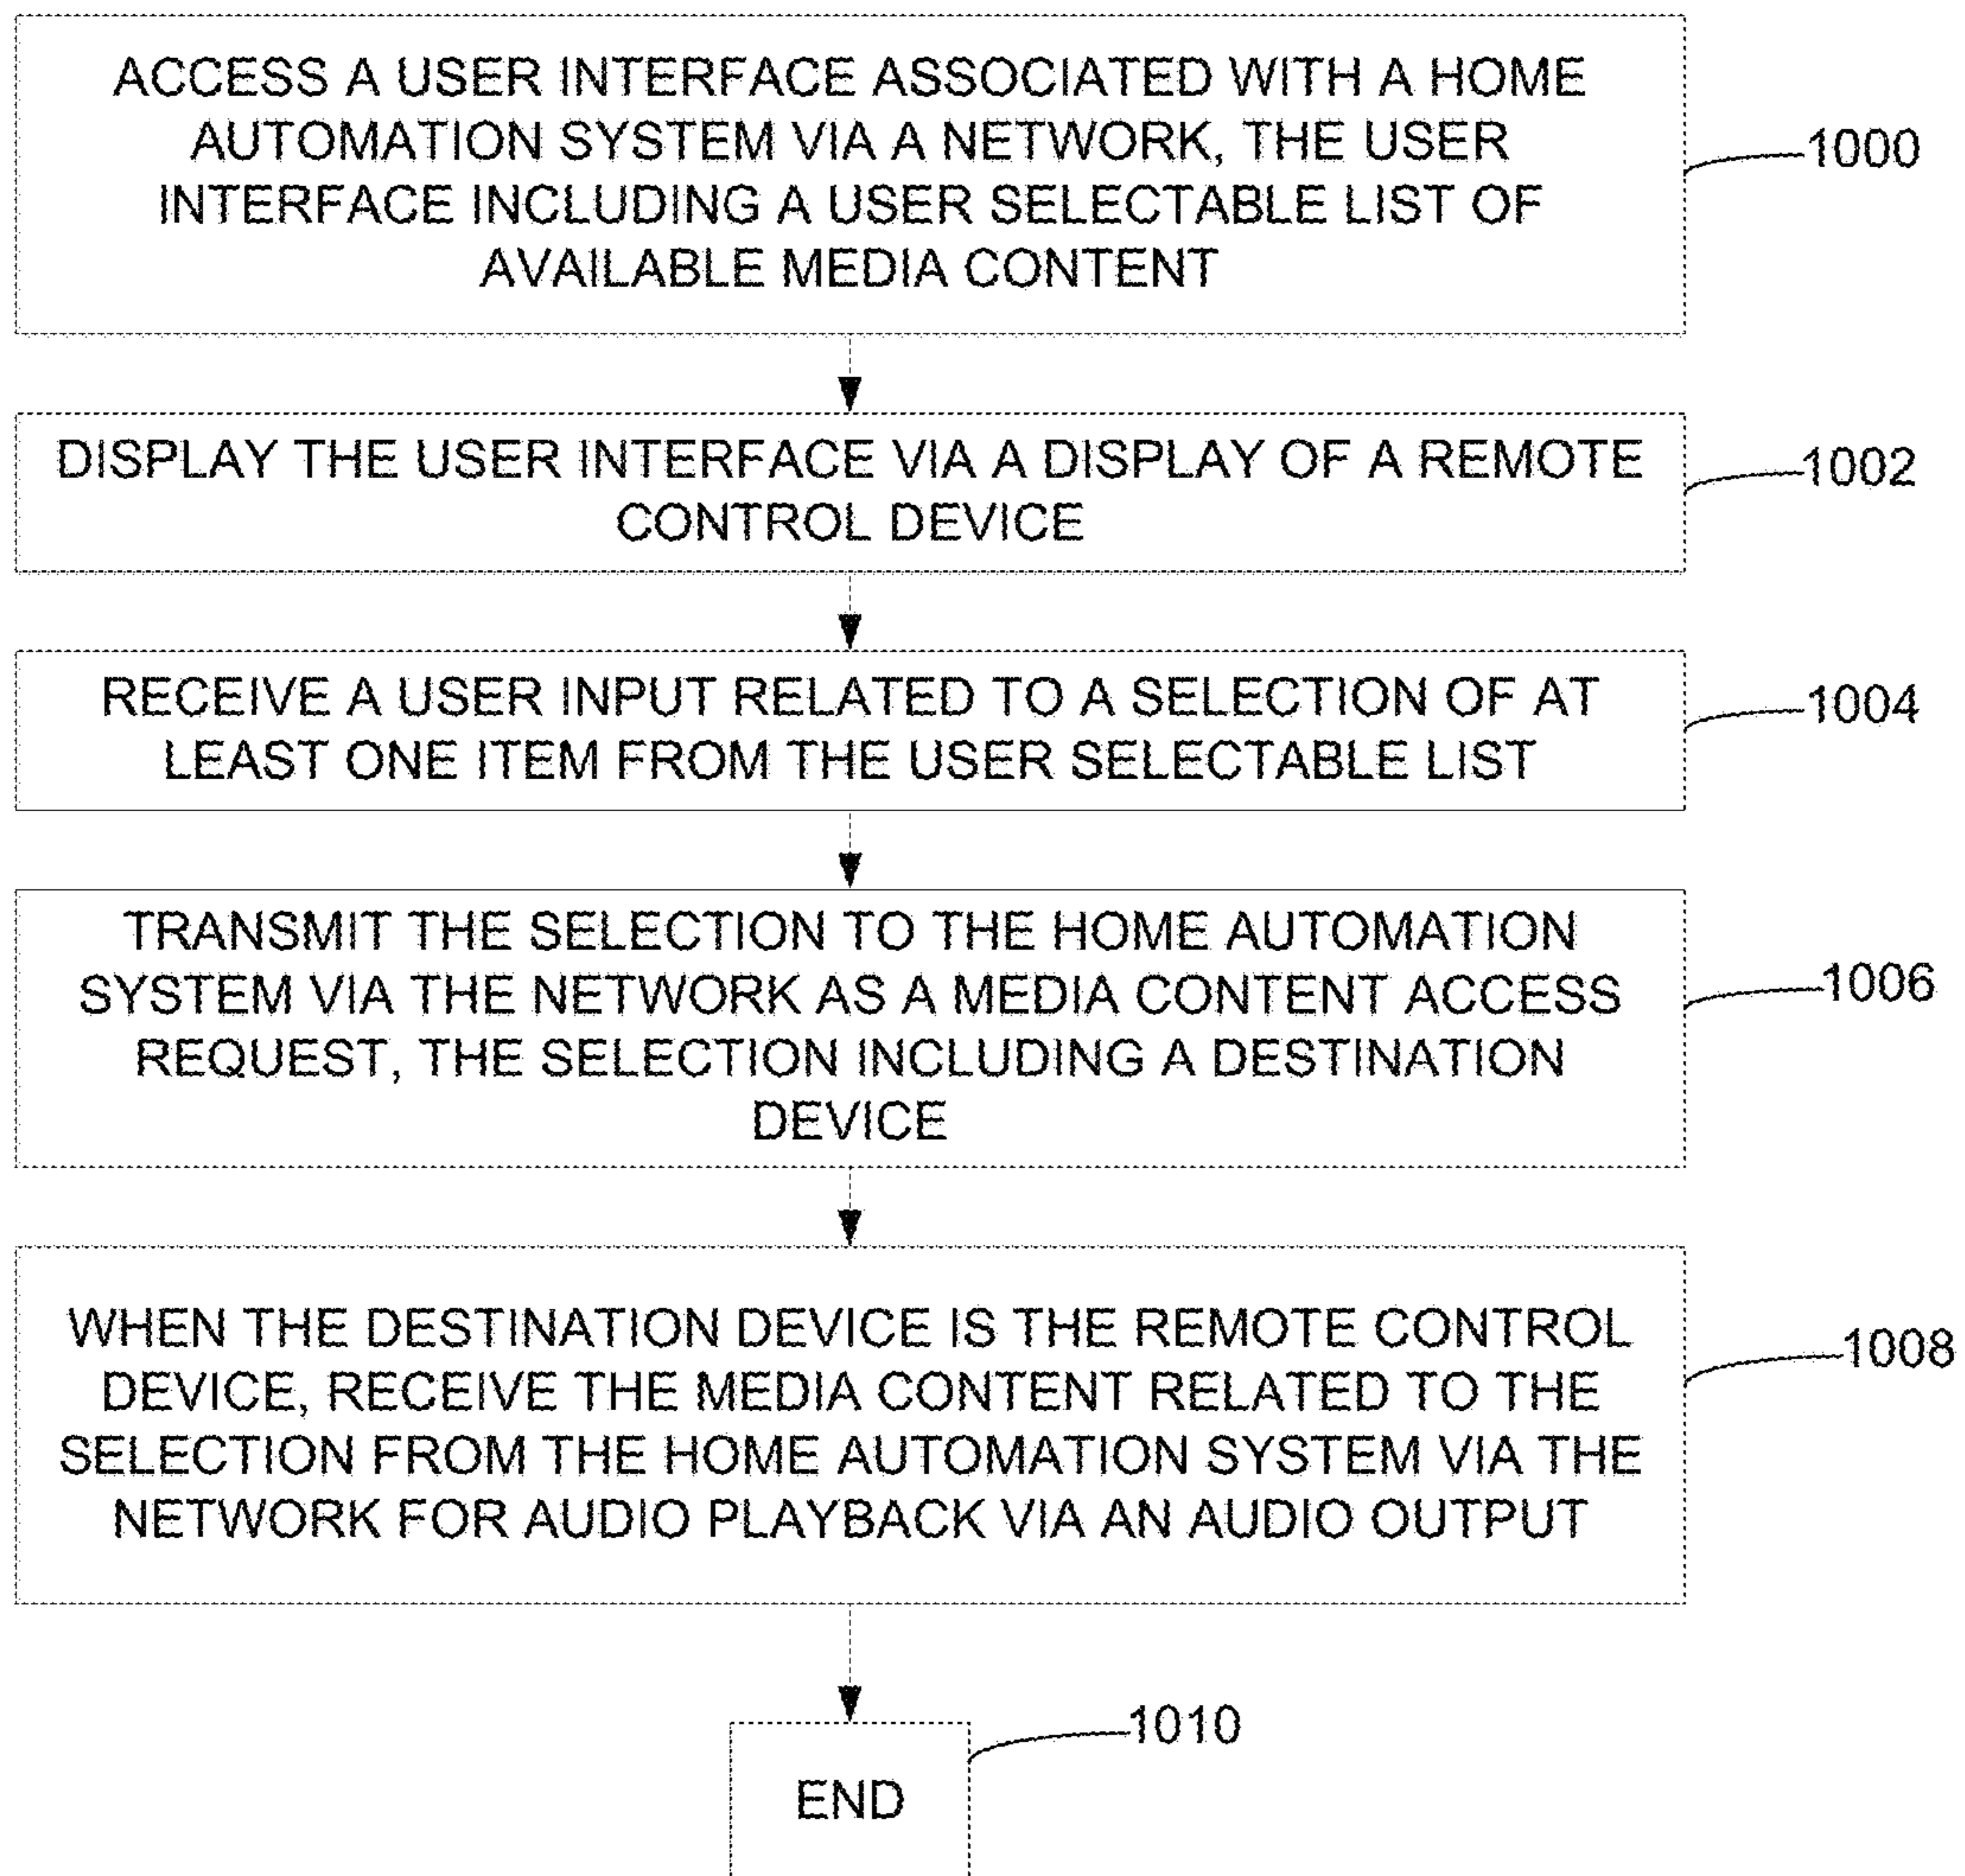 ACCESS A USER INTERFACE ASSOCIATED WITH A HOME
AUTOMATION SYSTEM VIA A NETWORK, THE USER
INTERFACE INCLUDING A USER SELECTABLE LIST OF
AVAILABLE MEDIA CONTENT
1000
DISPLAY THE USER INTERFACE VIA A DISPLAY OF A REMOTE
CONTROL DEVICE
1002
RECEIVE A USER INPUT RELATED TO A SELECTION OF AT
LEAST ONE ITEM FROM THE USER SELECTABLE LIST
1004
TRANSMIT THE SELECTION TO THE HOME AUTOMATION
SYSTEM VIA THE NETWORK AS A MEDIA CONTENT ACCESS
REQUEST, THE SELECTION INCLUDING A DESTINATION
DEVICE
1006
WHEN THE DESTINATION DEVICE IS THE REMOTE CONTROL
DEVICE, RECEIVE THE MEDIA CONTENT RELATED TO THE
SELECTION FROM THE HOME AUTOMATION SYSTEM VIA THE
NETWORK FOR AUDIO PLAYBACK VIA AN AUDIO OUTPUT
1008
END
1010